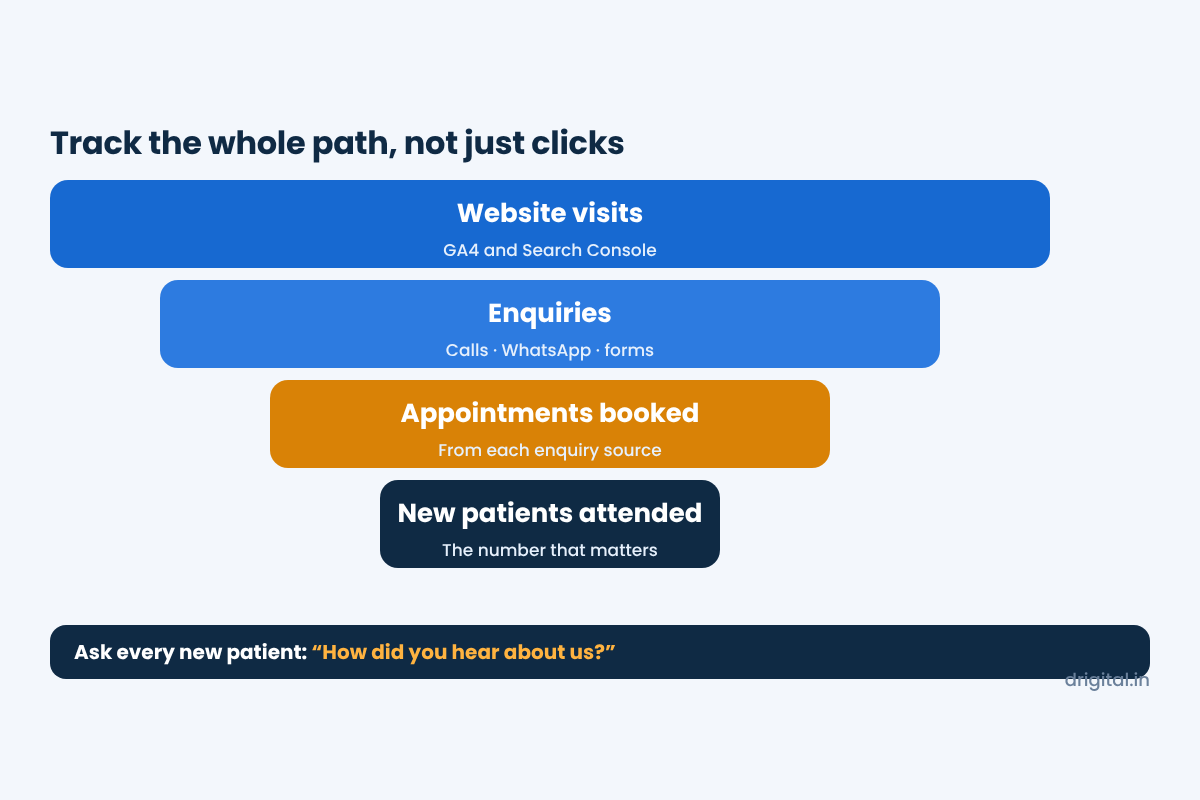 Track the whole path, not just clicks
Website visits
GA4 and Search Console
Enquiries
Calls · WhatsApp · forms
Appointments booked
From each enquiry source
New patients attended
The number that matters
Ask every new patient: “How did you hear about us?”
drigital.in